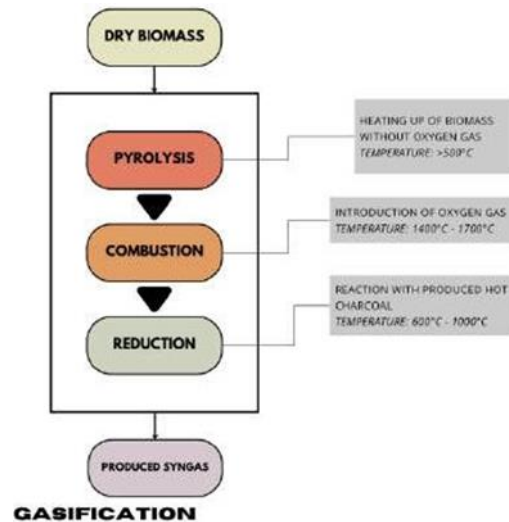 DRY BIOMASS
PYROLYSIS
HEATING UP OF BIOMASS
WITHOUT OXYGEN GAS
TEMPERATURE: >500°C
COMBUSTION
INTRODUCTION OF OXYGEN GAS
TEMPERATURE: 1400°C - 1700°C
REDUCTION
REACTION WITH PRODUCED HOT
CHARCOAL
TEMPERATURE: 600°C - 1000°C
PRODUCED SYNGAS
GASIFICATION